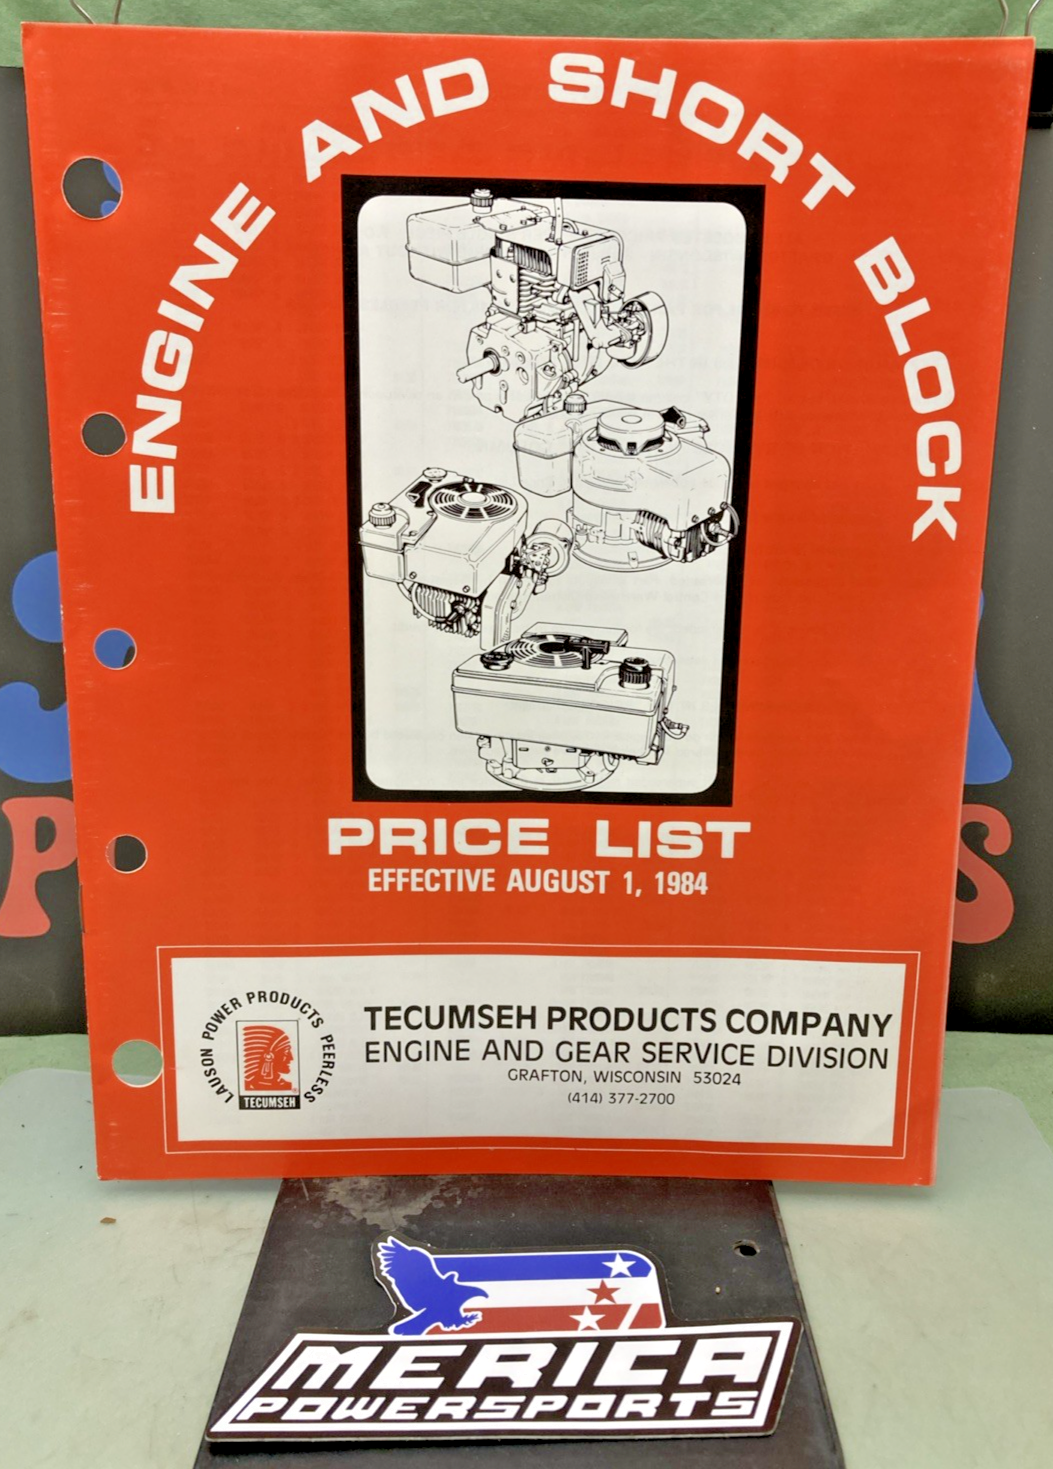 ENGINE AND SHORT BLOCK
PRICE LIST
EFFECTIVE AUGUST 1, 1984
LAUSON POWER PRODUCTS PEERLESS
TECUMSEH
TECUMSEH PRODUCTS COMPANY
ENGINE AND GEAR SERVICE DIVISION
GRAFTON, WISCONSIN 53024
(414) 377-2700
MERICA
POWERSPORTS